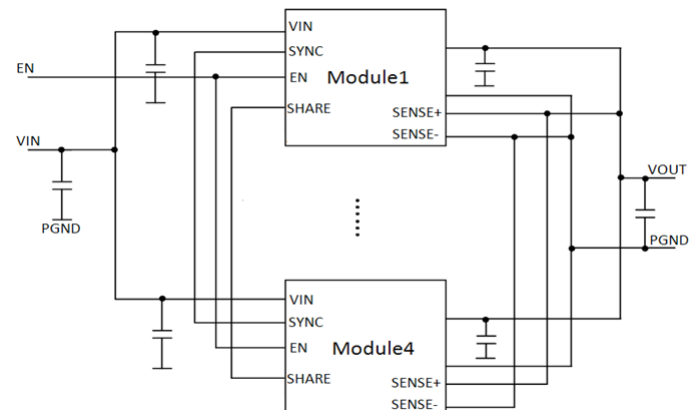 VIN
SYNC
EN
EN
Module1
SHARE
SENSE+
SENSE-
VIN
VOUT
PGND
PGND
VIN
SYNC
EN
Module4
SHARE
SENSE+
SENSE-